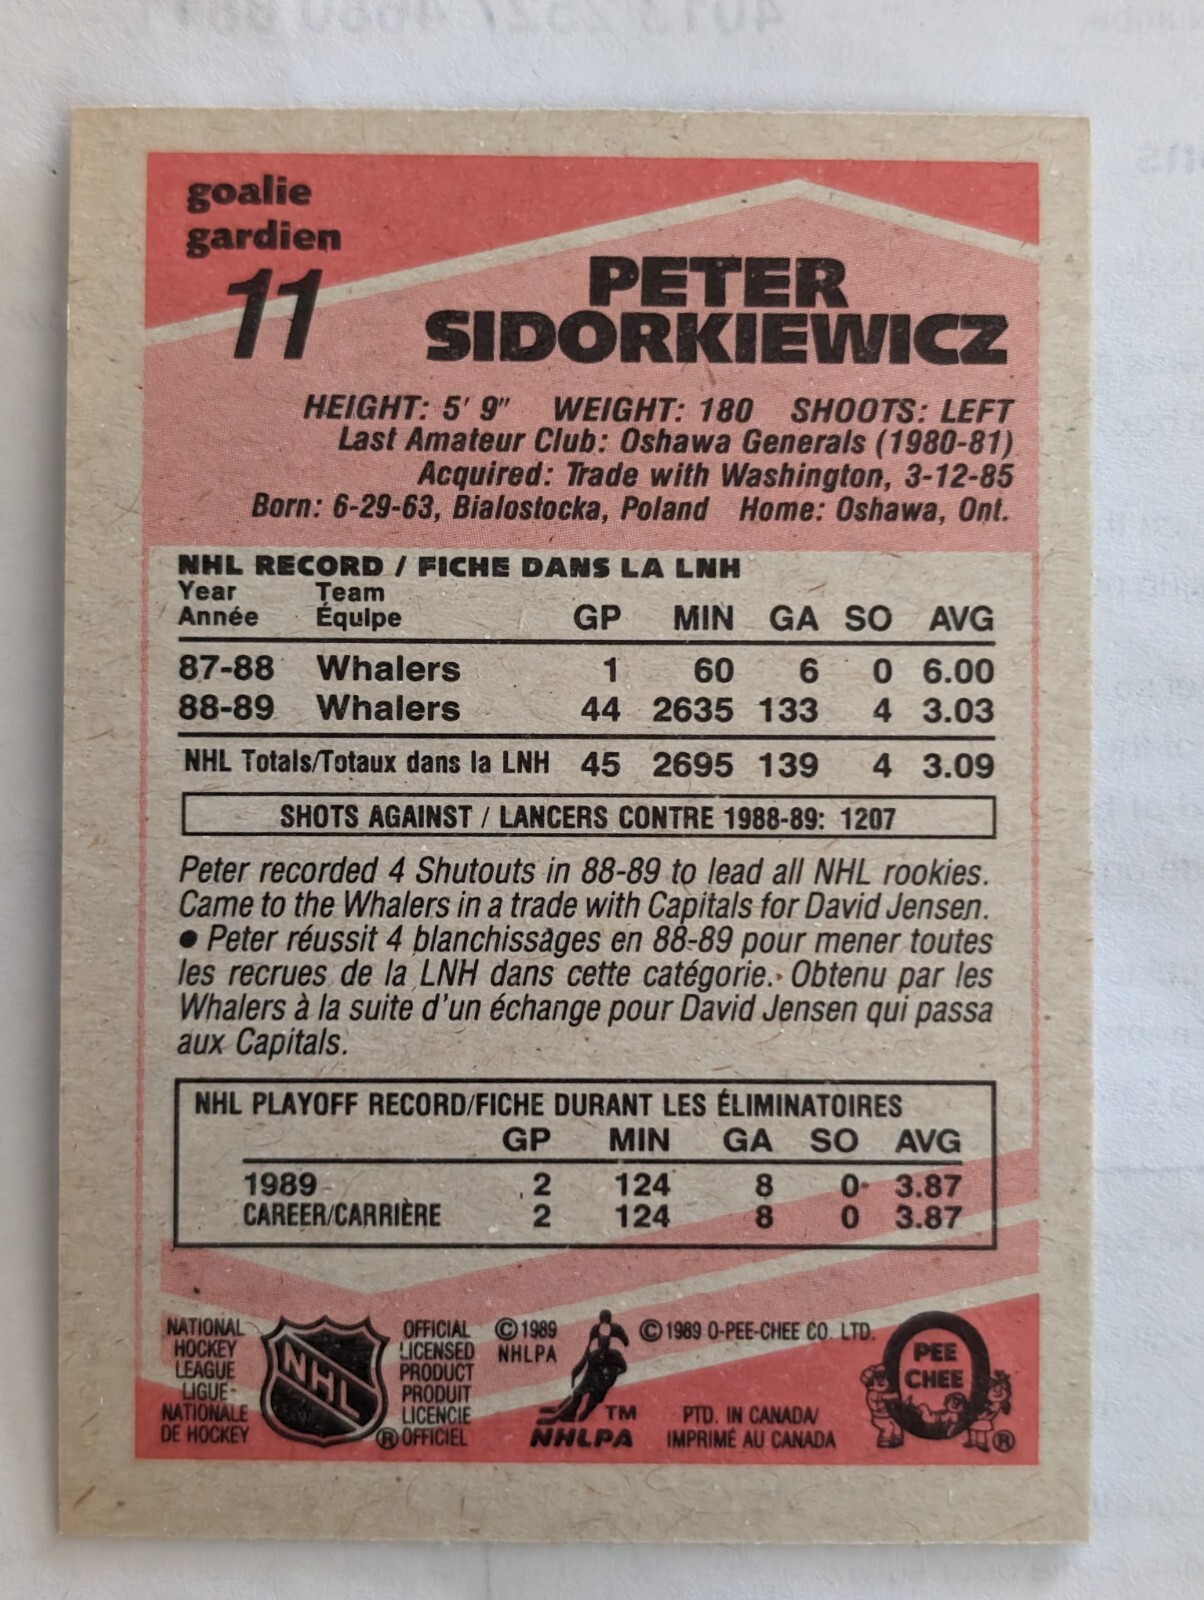 goalie
gardien
11
PETER
SIDORKIEWICZ
HEIGHT: 5' 9" WEIGHT: 180 SHOOTS: LEFT
Last Amateur Club: Oshawa Generals (1980-81)
Acquired: Trade with Washington, 3-12-85
Born: 6-29-63, Bialostocka, Poland Home: Oshawa, Ont.
NHL RECORD / FICHE DANS LA LNH
Year Team
Année Équipe GP MIN GA SO AVG
87-88 Whalers 1 60 6 0 6.00
88-89 Whalers 44 2635 133 4 3.03
NHL Totals/Totaux dans la LNH 45 2695 139 4 3.09
SHOTS AGAINST / LANCERS CONTRE 1988-89: 1207
Peter recorded 4 Shutouts in 88-89 to lead all NHL rookies.
Came to the Whalers in a trade with Capitals for David Jensen.
● Peter réussit 4 blanchissages en 88-89 pour mener toutes
les recrues de la LNH dans cette catégorie. Obtenu par les
Whalers à la suite d'un échange pour David Jensen qui passa
aux Capitals.
NHL PLAYOFF RECORD/FICHE DURANT LES ÉLIMINATOIRES
GP MIN GA SO AVG
1989 2 124 8 0 3.87
CAREER/CARRIÈRE 2 124 8 0 3.87
NATIONAL
HOCKEY
LEAGUE
LIGUE
NATIONALE
DE HOCKEY
NHL
®
OFFICIAL
LICENSED
PRODUCT
PRODUIT
LICENCIE
OFFICIEL
© 1989
NHLPA
TM
NHLPA
© 1989 O-PEE-CHEE CO. LTD.
PTD. IN CANADA/
IMPRIMÉ AU CANADA
O
PEE
CHEE
®